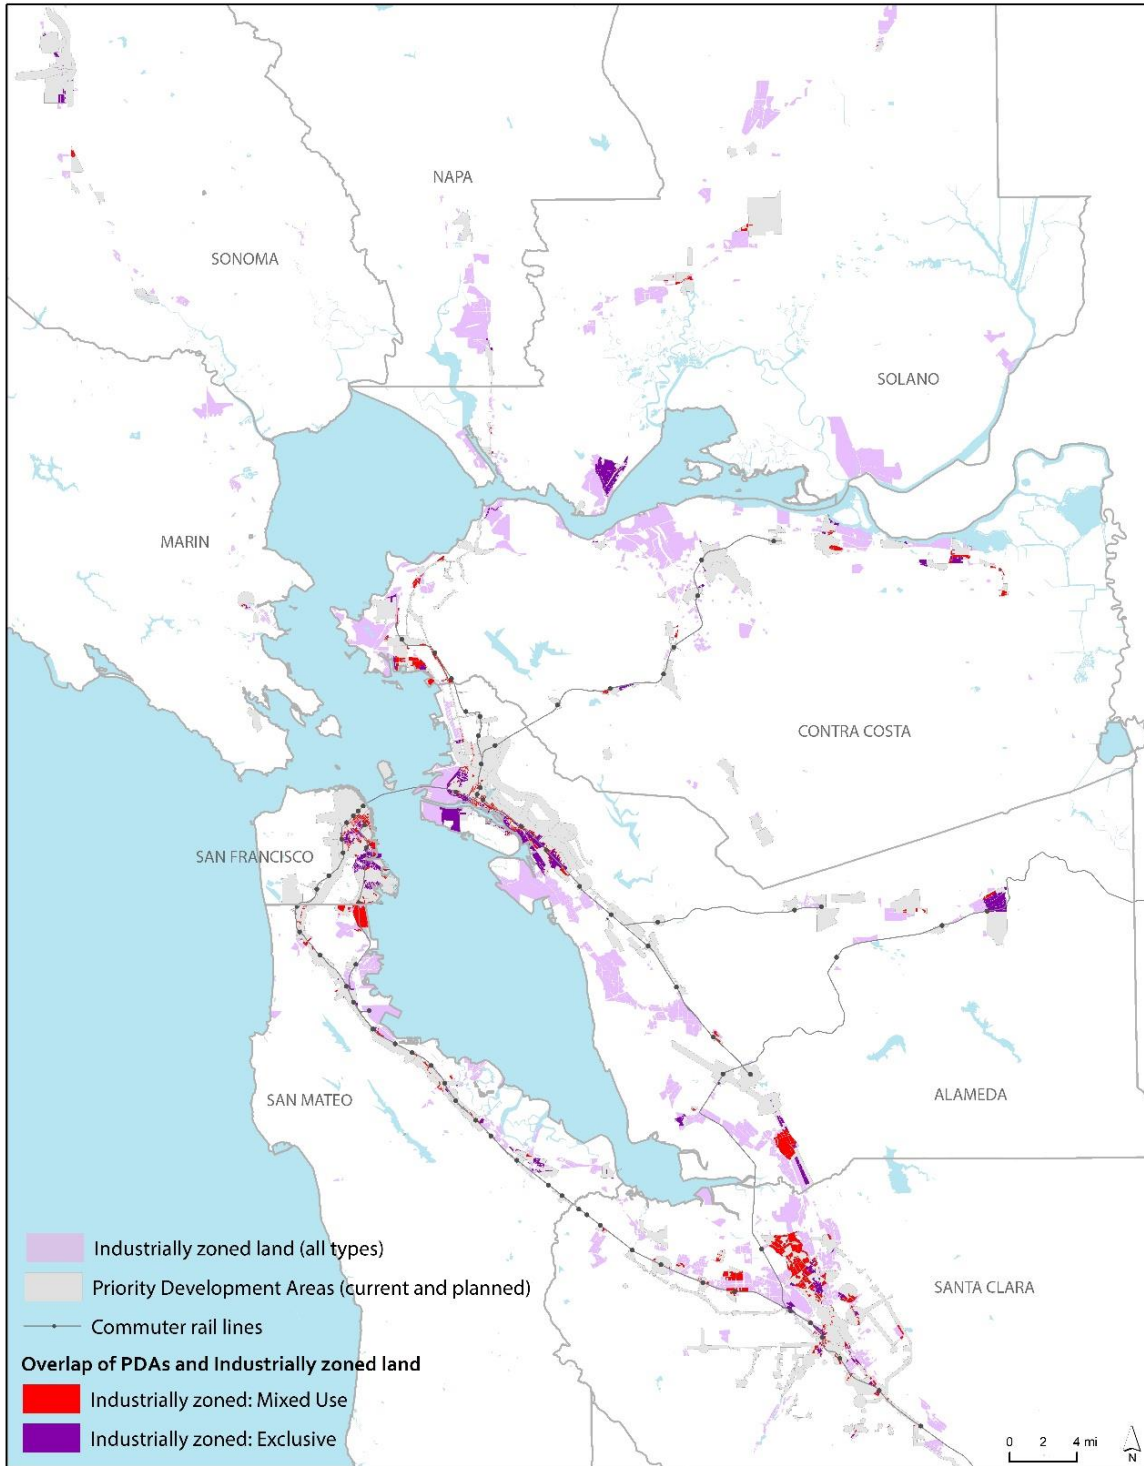 NAPA
SONOMA
SOLANO
MARIN
CONTRA COSTA
SAN FRANCISCO
SAN MATEO
ALAMEDA
SANTA CLARA
Industrially zoned land (all types)
Priority Development Areas (current and planned)
Commuter rail lines
Overlap of PDAs and Industrially zoned land
Industrially zoned: Mixed Use
Industrially zoned: Exclusive
0 2 4 mi
N